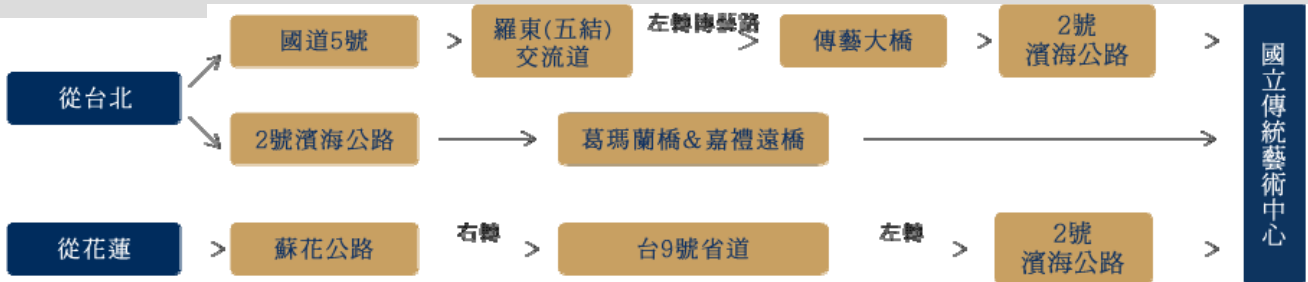 從台北
國道5號
羅東(五結)
交流道
左轉傳藝路
傳藝大橋
2號
濱海公路
2號濱海公路
葛瑪蘭橋&嘉禮遠橋
從花蓮
蘇花公路
右轉
台9號省道
左轉
2號
濱海公路
國立傳統藝術中心